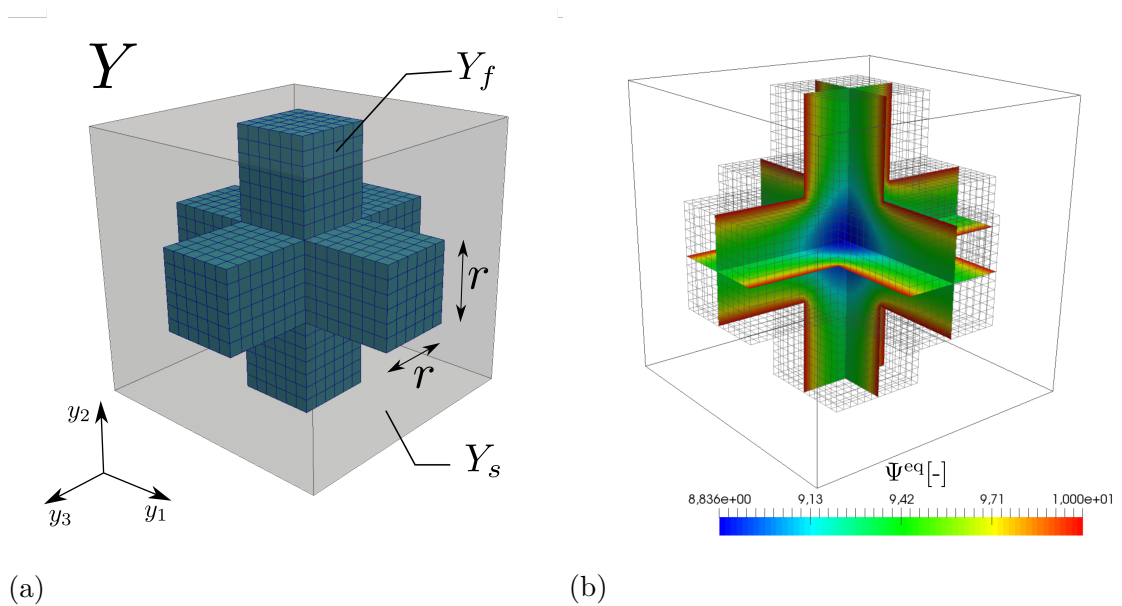 Y
Y_f
r
r
Y_s
y_2
y_3
y_1
(a)
Ψ^eq[-]
8,836e+00 9,13 9,42 9,71 1,000e+01
(b)